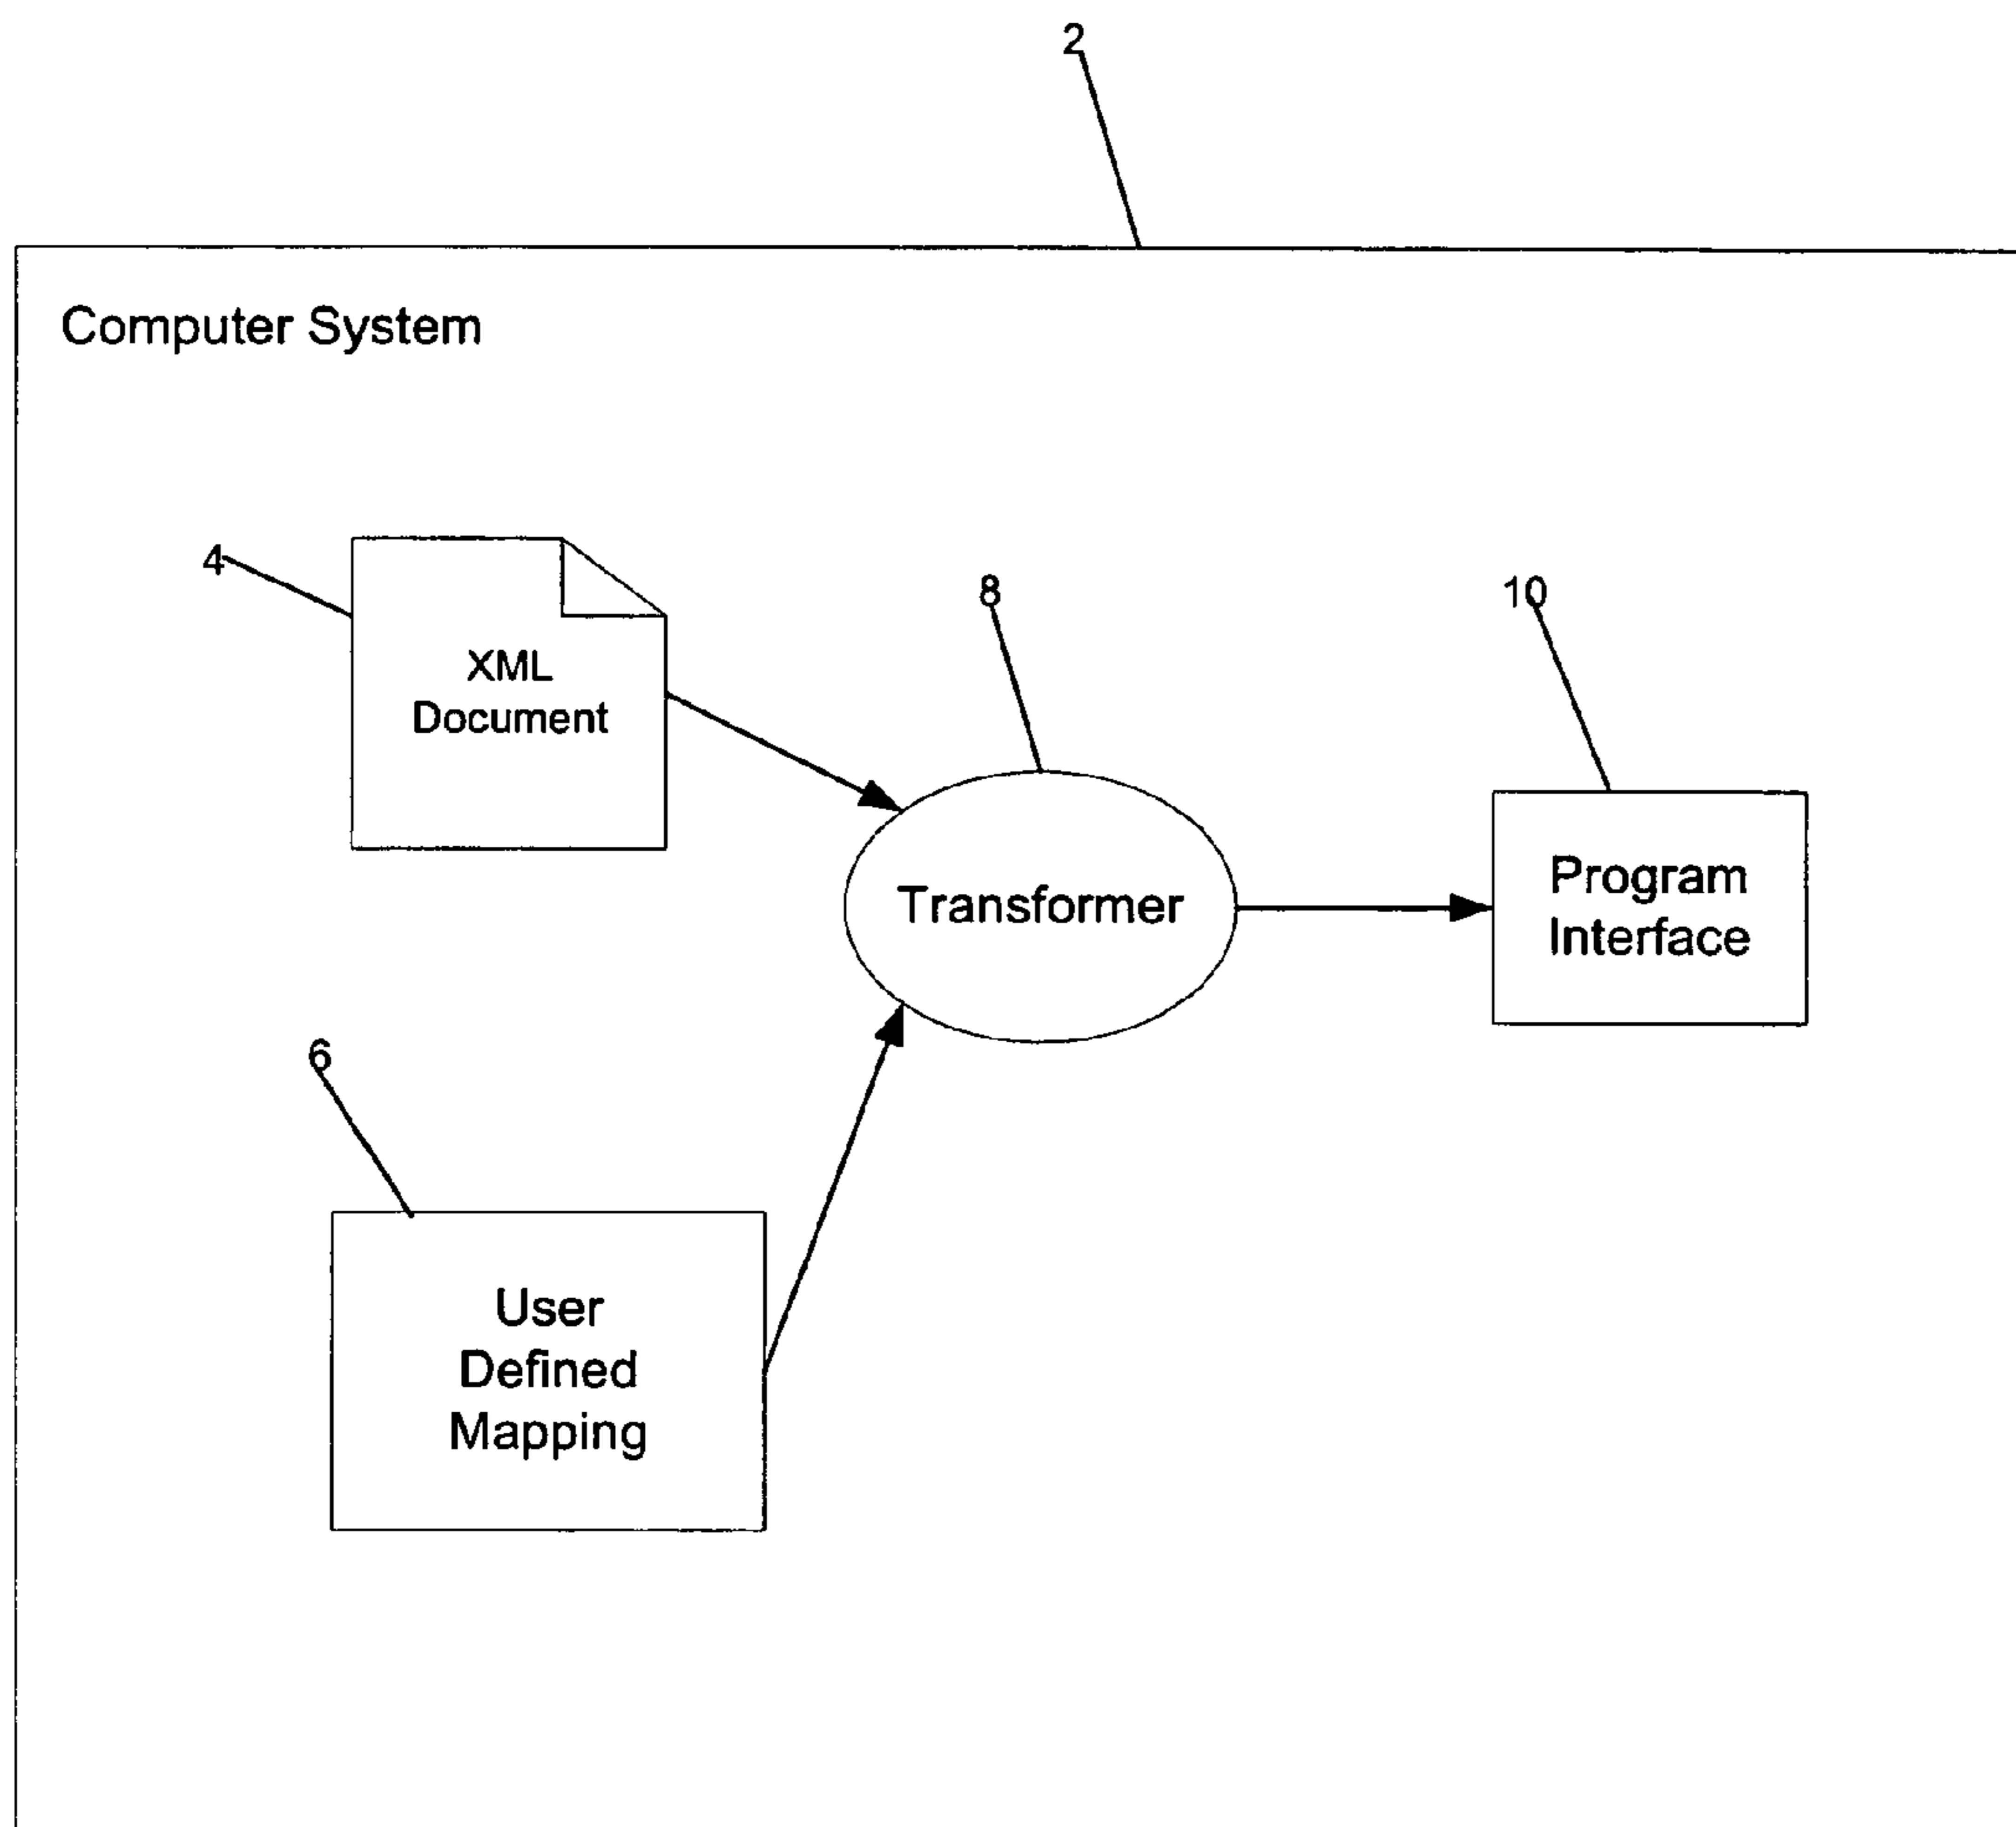 2
Computer System
4
XML
Document
8
10
Transformer
Program
Interface
6
User
Defined
Mapping